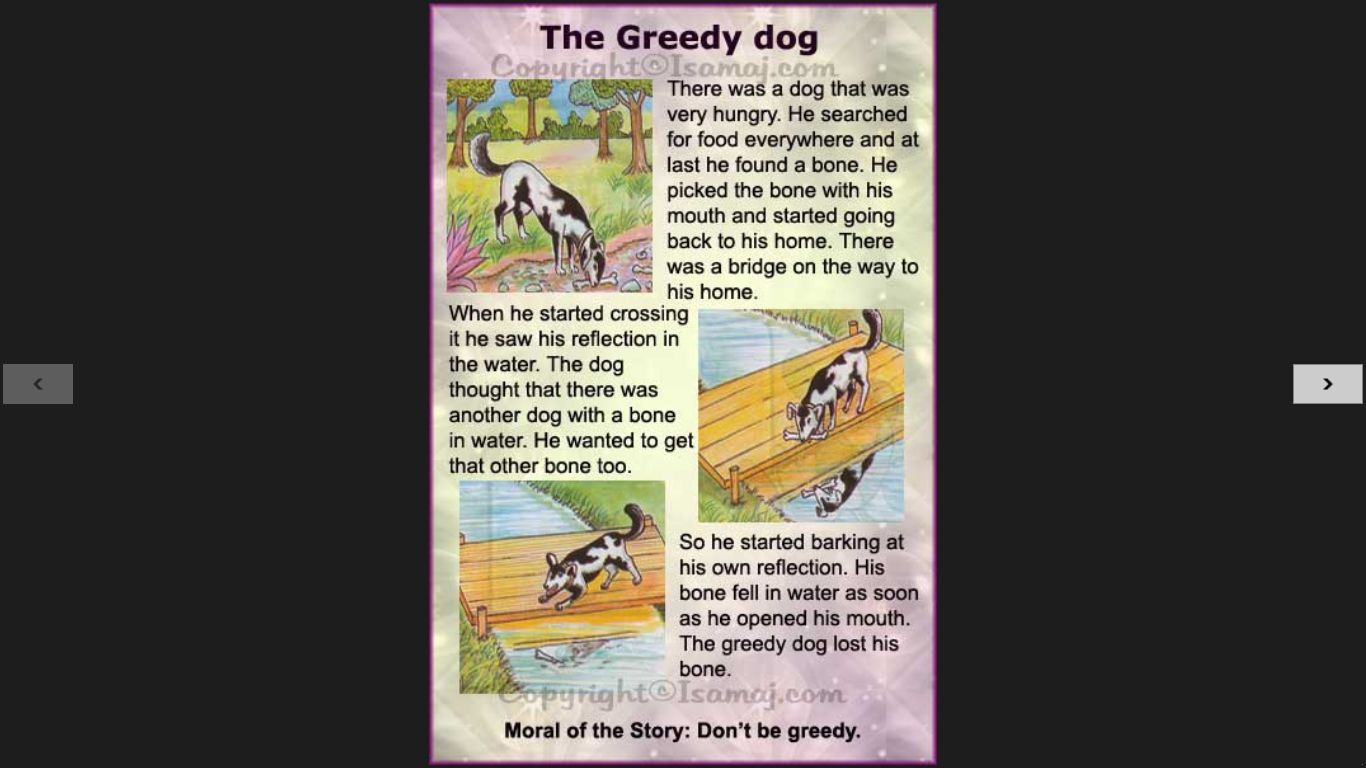 The Greedy dog
Copyright©Isamaj.com
There was a dog that was
very hungry. He searched
for food everywhere and at
last he found a bone. He
picked the bone with his
mouth and started going
back to his home. There
was a bridge on the way to
his home.
When he started crossing
it he saw his reflection in
the water. The dog
thought that there was
another dog with a bone
in water. He wanted to get
that other bone too.
So he started barking at
his own reflection. His
bone fell in water as soon
as he opened his mouth.
The greedy dog lost his
bone.
Copyright©Isamaj.com
Moral of the Story: Don’t be greedy.